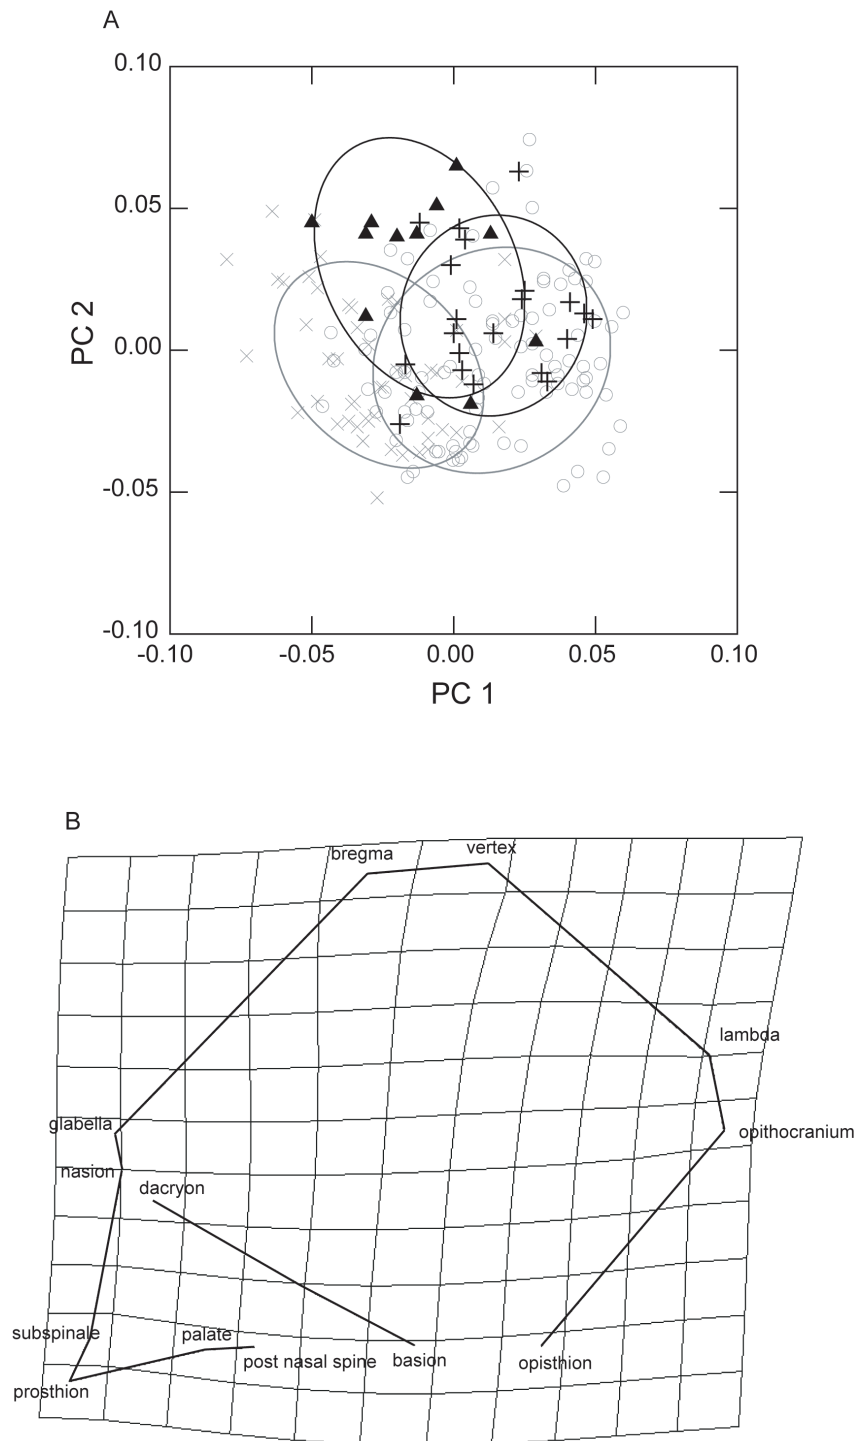 A
0.10
0.05
0.00
-0.05
-0.10
PC 2
-0.10 -0.05 0.00 0.05 0.10
PC 1
B
bregma
vertex
lambda
glabella
opithocranium
nasion
dacryon
subspinale
palate
post nasal spine
basion
opisthion
prosthion